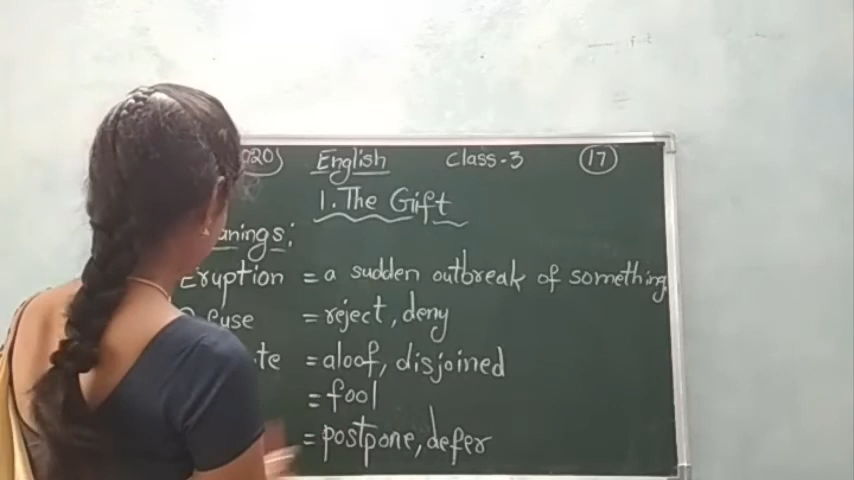 English Class-3 17
1. The Gift
Eruption = a sudden outbreak of something
= reject, deny
= aloof, disjoined
= fool
= postpone, defer